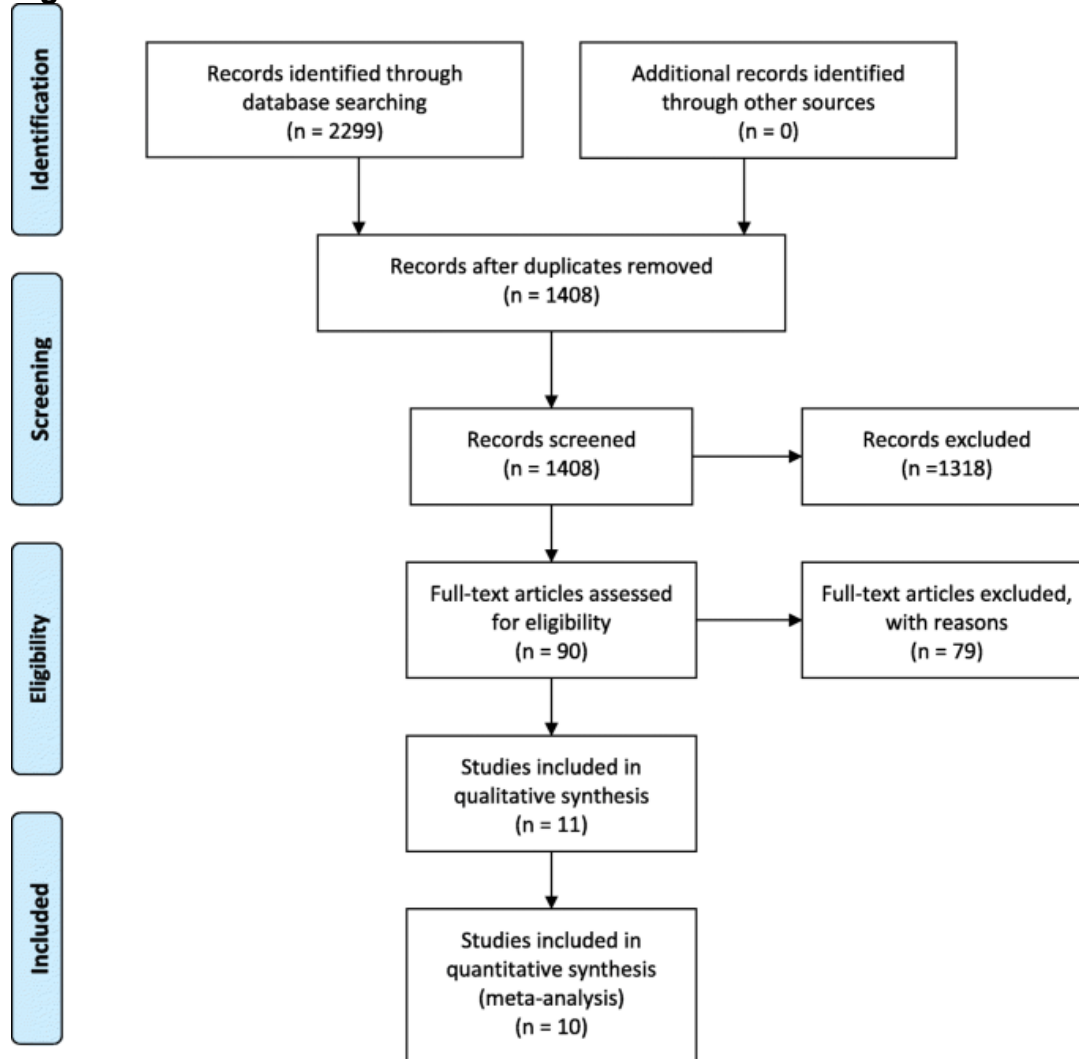 Identification
Records identified through
database searching
(n = 2299)
Additional records identified
through other sources
(n = 0)
Records after duplicates removed
(n = 1408)
Screening
Records screened
(n = 1408)
Records excluded
(n =1318)
Eligibility
Full-text articles assessed
for eligibility
(n = 90)
Full-text articles excluded,
with reasons
(n = 79)
Studies included in
qualitative synthesis
(n = 11)
Included
Studies included in
quantitative synthesis
(meta-analysis)
(n = 10)